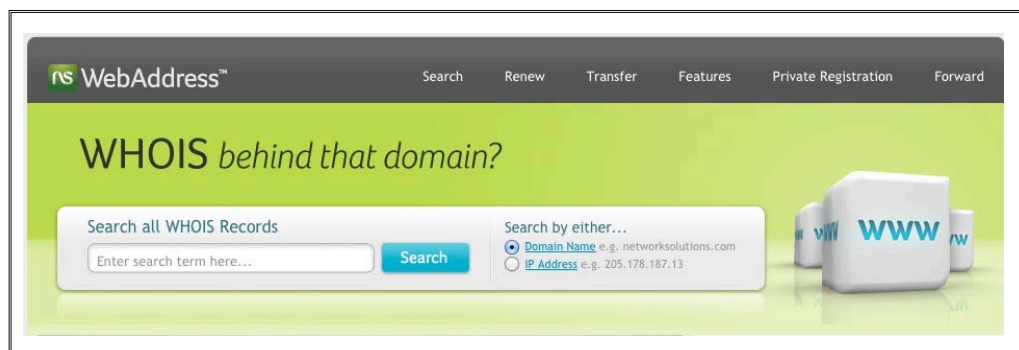 ns WebAddress™ Search Renew Transfer Features Private Registration Forward
WHOIS behind that domain?
Search all WHOIS Records
Enter search term here...
Search
Search by either...
Domain Name e.g. networksolutions.com
IP Address e.g. 205.178.187.13
www